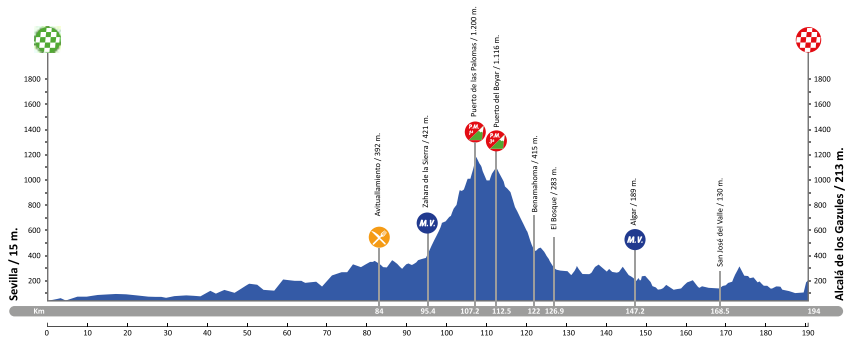 Puerto de las Palomas / 1.200 m.
Puerto del Boyar / 1.116 m.
Avituallamiento / 392 m.
Zahara de la Sierra / 421 m.
Benamahoma / 415 m.
El Bosque / 283 m.
Algar / 189 m.
San José del Valle / 130 m.
Sevilla / 15 m.
Alcalá de los Gazules / 213 m.
1800 1800
1600 1600
1400 1400
1200 1200
1000 1000
800 800
600 600
400 400
200 200
P.M. P.M.
M.V. M.V.
Km 84 95.4 107.2 112.5 122 126.9 147.2 168.5 194
0 10 20 30 40 50 60 70 80 90 100 110 120 130 140 150 160 170 180 190